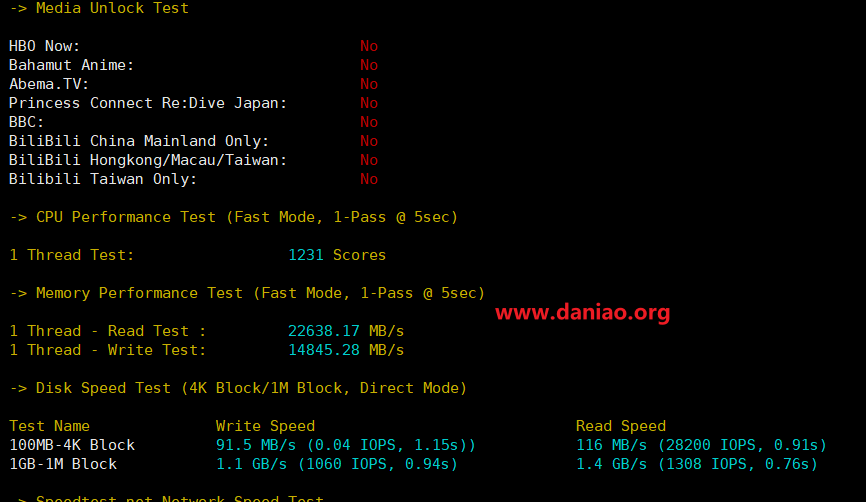 -> Media Unlock Test
HBO Now: No
Bahamut Anime: No
Abema.TV: No
Princess Connect Re:Dive Japan: No
BBC: No
BiliBili China Mainland Only: No
BiliBili Hongkong/Macau/Taiwan: No
Bilibili Taiwan Only: No
-> CPU Performance Test (Fast Mode, 1-Pass @ 5sec)
1 Thread Test: 1231 Scores
-> Memory Performance Test (Fast Mode, 1-Pass @ 5sec)
www.daniao.org
1 Thread - Read Test : 22638.17 MB/s
1 Thread - Write Test: 14845.28 MB/s
-> Disk Speed Test (4K Block/1M Block, Direct Mode)
Test Name Write Speed Read Speed
100MB-4K Block 91.5 MB/s (0.04 IOPS, 1.15s)) 116 MB/s (28200 IOPS, 0.91s)
1GB-1M Block 1.1 GB/s (1060 IOPS, 0.94s) 1.4 GB/s (1308 IOPS, 0.76s)
-> Speedtest.net Network Speed Test